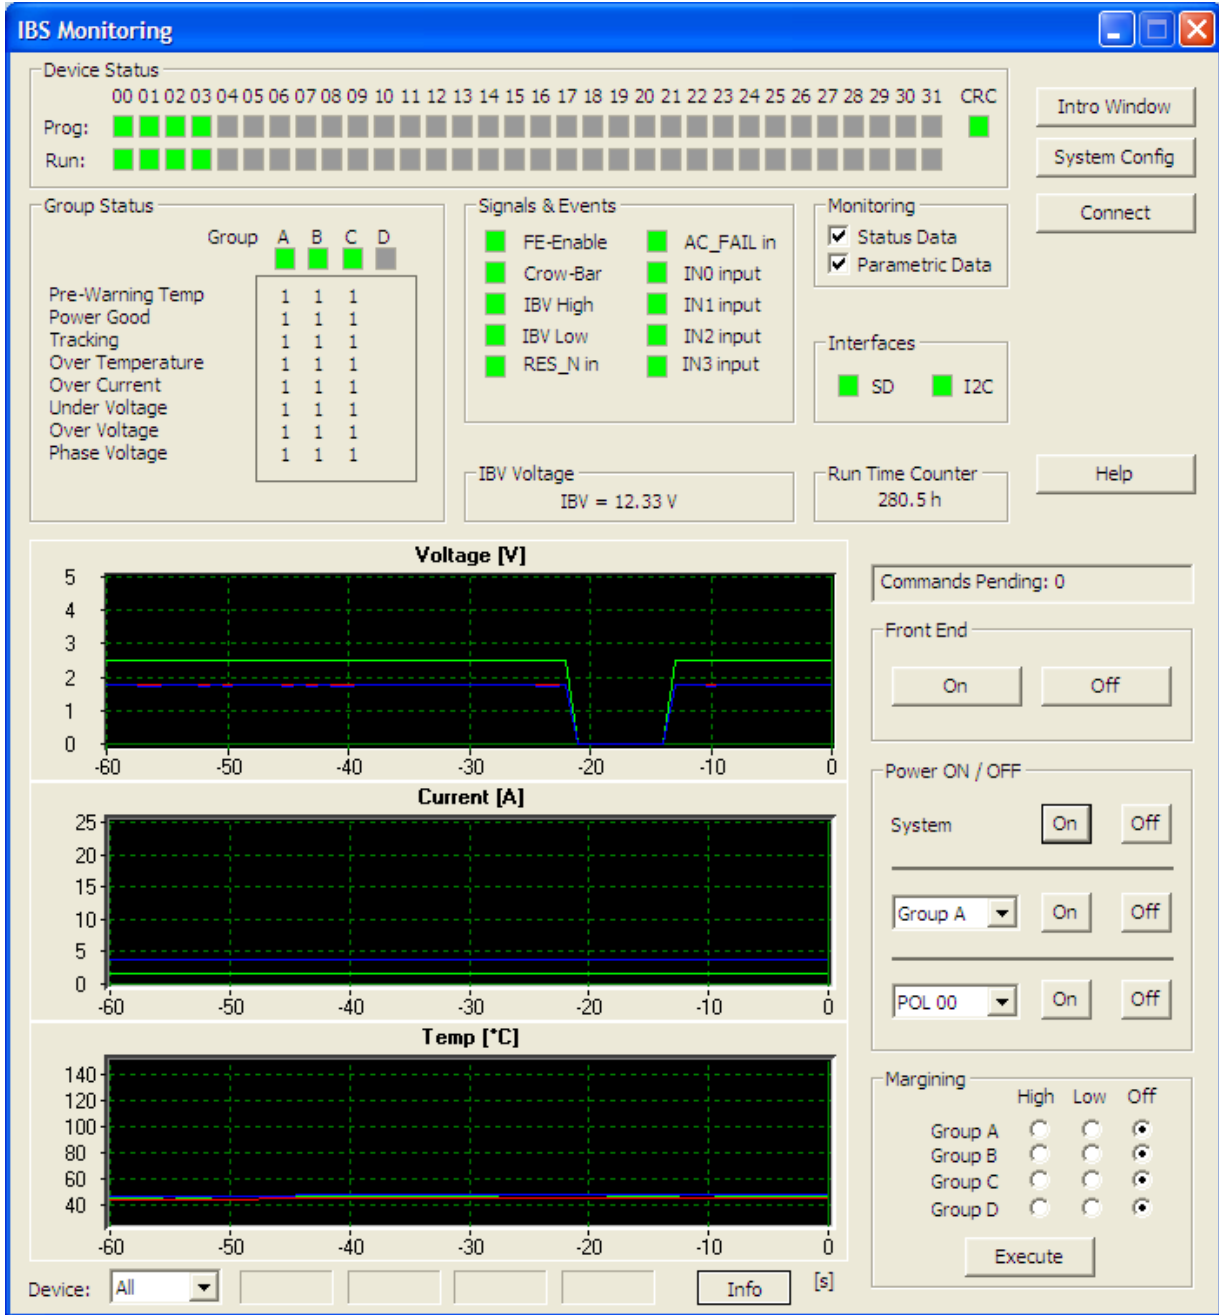 IBS Monitoring
Device Status
00 01 02 03 04 05 06 07 08 09 10 11 12 13 14 15 16 17 18 19 20 21 22 23 24 25 26 27 28 29 30 31 CRC
Prog:
Run:
Intro Window
System Config
Connect
Help
Group Status
Group A B C D
Pre-Warning Temp 1 1 1
Power Good 1 1 1
Tracking 1 1 1
Over Temperature 1 1 1
Over Current 1 1 1
Under Voltage 1 1 1
Over Voltage 1 1 1
Phase Voltage 1 1 1
Signals & Events
FE-Enable AC_FAIL in
Crow-Bar IN0 input
IBV High IN1 input
IBV Low IN2 input
RES_N in IN3 input
Monitoring
Status Data
Parametric Data
Interfaces
SD I2C
IBV Voltage
IBV = 12.33 V
Run Time Counter
280.5 h
Voltage [V]
5
4
3
2
1
0
-60 -50 -40 -30 -20 -10 0
Current [A]
25
20
15
10
5
0
-60 -50 -40 -30 -20 -10 0
Temp [*C]
140
120
100
80
60
40
-60 -50 -40 -30 -20 -10 0
Device: All Info [s]
Commands Pending: 0
Front End
On Off
Power ON / OFF
System On Off
Group A On Off
POL 00 On Off
Margining
High Low Off
Group A
Group B
Group C
Group D
Execute